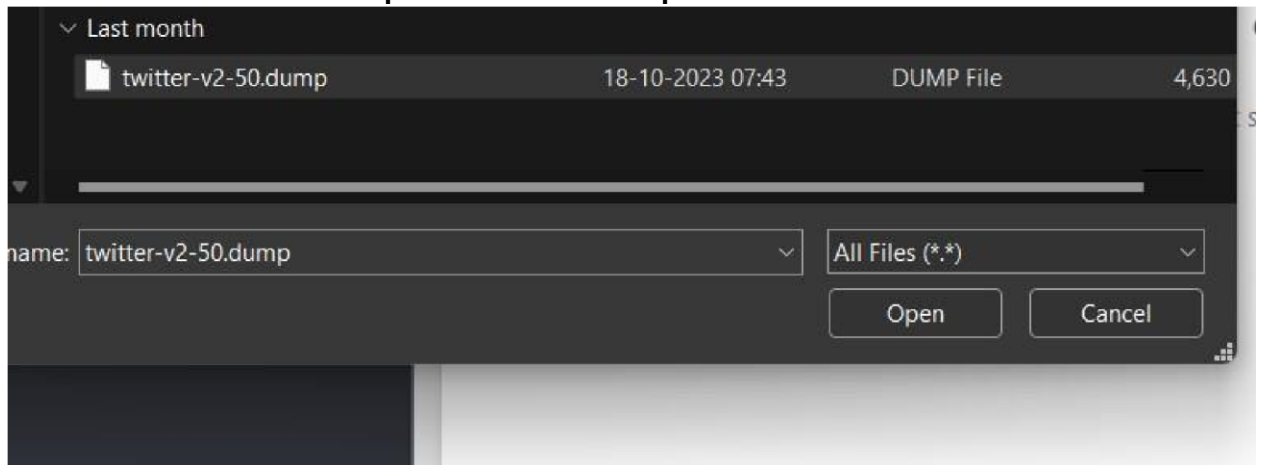 Last month
twitter-v2-50.dump 18-10-2023 07:43 DUMP File 4,630
name: twitter-v2-50.dump All Files (*.*)
Open Cancel